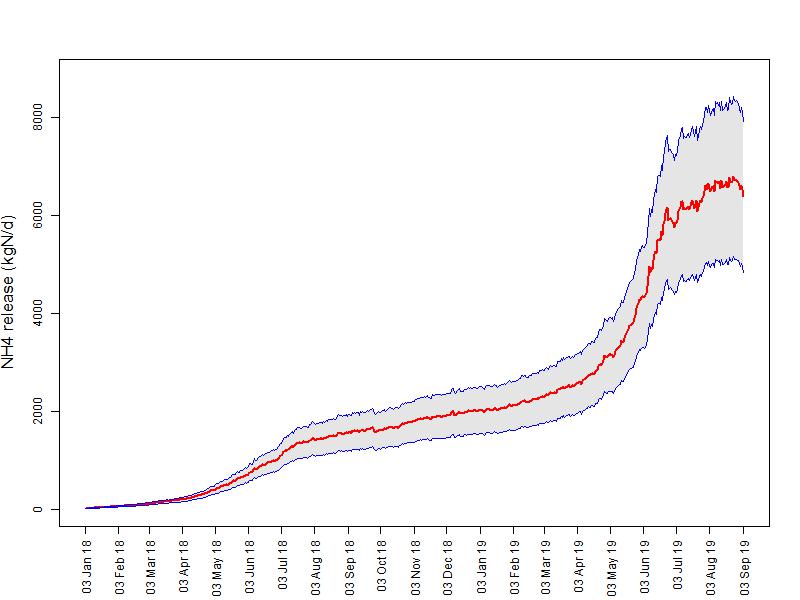 NH4 release (kgN/d)
8000
6000
4000
2000
0
03 Jan 18
03 Feb 18
03 Mar 18
03 Apr 18
03 May 18
03 Jun 18
03 Jul 18
03 Aug 18
03 Sep 18
03 Oct 18
03 Nov 18
03 Dec 18
03 Jan 19
03 Feb 19
03 Mar 19
03 Apr 19
03 May 19
03 Jun 19
03 Jul 19
03 Aug 19
03 Sep 19